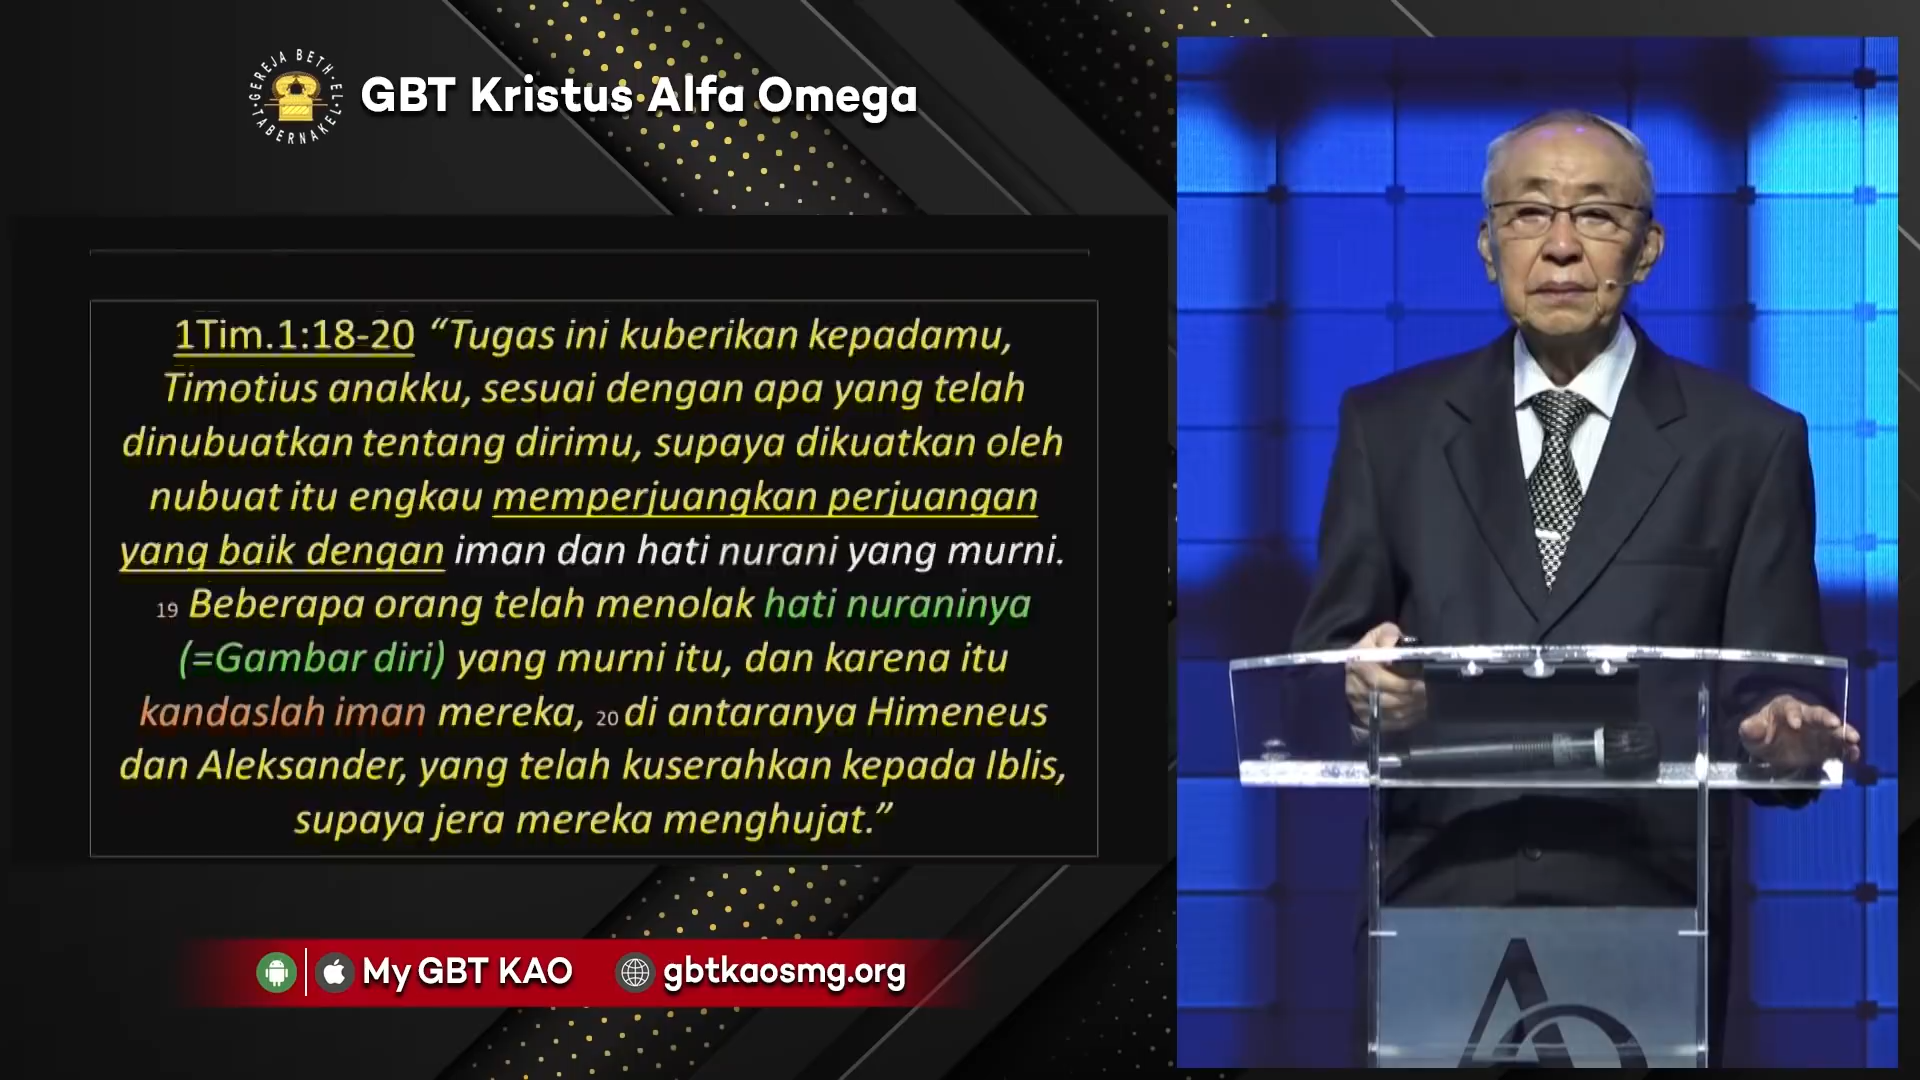 GEREJA BETH-EL TABERNAKEL
GBT Kristus Alfa Omega
1Tim.1:18-20 “Tugas ini kuberikan kepadamu,
Timotius anakku, sesuai dengan apa yang telah
dinubuatkan tentang dirimu, supaya dikuatkan oleh
nubuat itu engkau memperjuangkan perjuangan
yang baik dengan iman dan hati nurani yang murni.
19 Beberapa orang telah menolak hati nuraninya
(=Gambar diri) yang murni itu, dan karena itu
kandaslah iman mereka, 20 di antaranya Himeneus
dan Aleksander, yang telah kuserahkan kepada Iblis,
supaya jera mereka menghujat.”
My GBT KAO gbtkaosmg.org